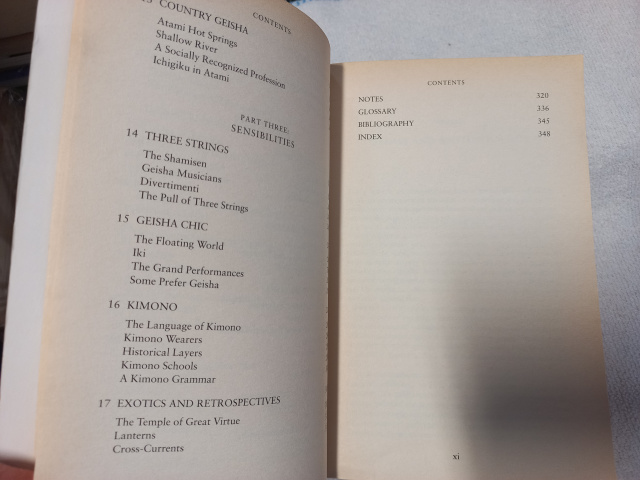 CONTENTS
COUNTRY GEISHA
Atami Hot Springs
Shallow River
A Socially Recognized Profession
Ichigiku in Atami
PART THREE:
SENSIBILITIES
14 THREE STRINGS
The Shamisen
Geisha Musicians
Divertimenti
The Pull of Three Strings
15 GEISHA CHIC
The Floating World
Iki
The Grand Performances
Some Prefer Geisha
16 KIMONO
The Language of Kimono
Kimono Wearers
Historical Layers
Kimono Schools
A Kimono Grammar
17 EXOTICS AND RETROSPECTIVES
The Temple of Great Virtue
Lanterns
Cross-Currents
CONTENTS
NOTES 320
GLOSSARY 336
BIBLIOGRAPHY 345
INDEX 348
xi